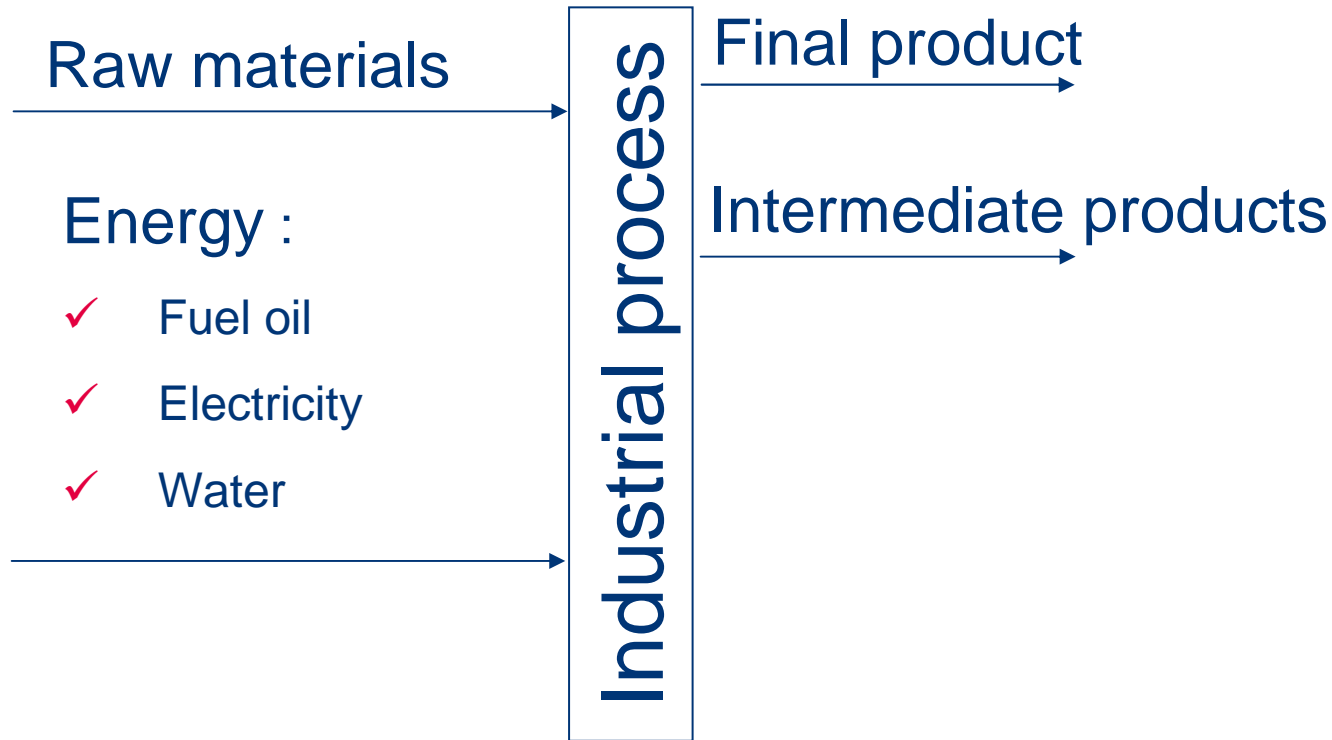 Raw materials
Energy :
✓ Fuel oil
✓ Electricity
✓ Water
Industrial process
Final product
Intermediate products